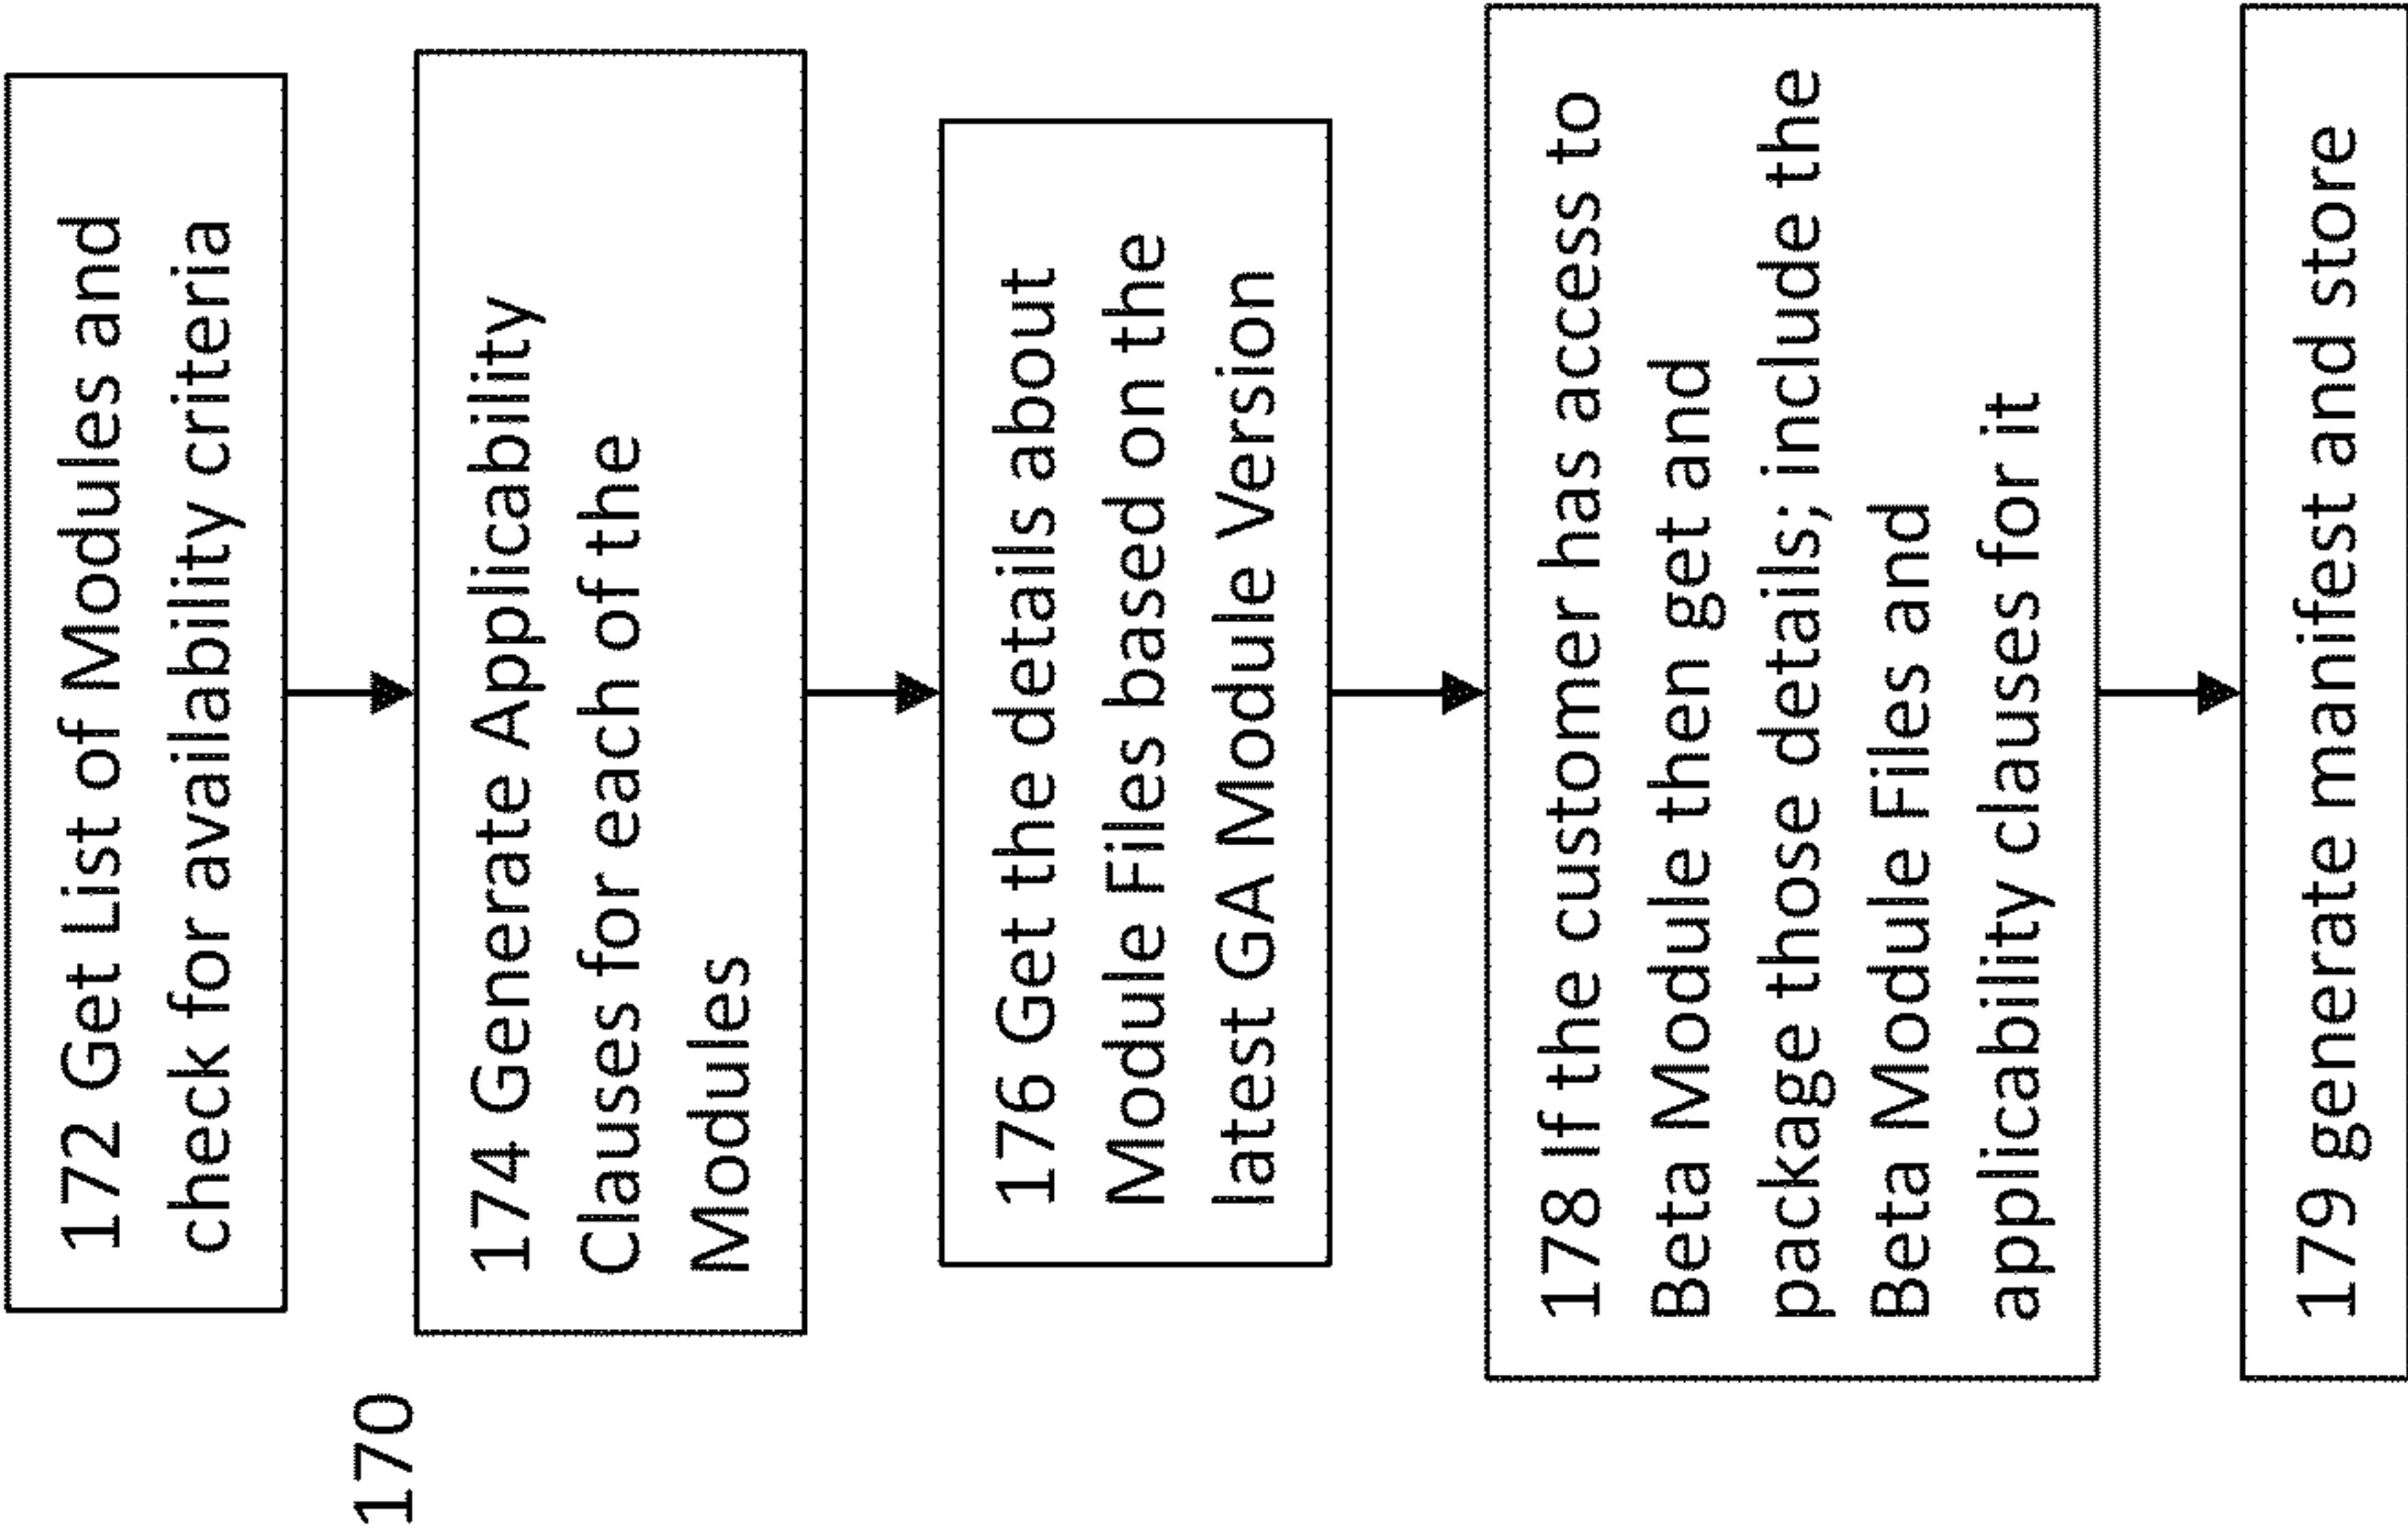 172 Get List of Modules and
check for availability criteria
170
174 Generate Applicability
Clauses for each of the
Modules
176 Get the details about
Module Files based on the
latest GA Module Version
178 If the customer has access to
Beta Module then get and
package those details; include the
Beta Module Files and
applicability clauses for it
179 generate manifest and store